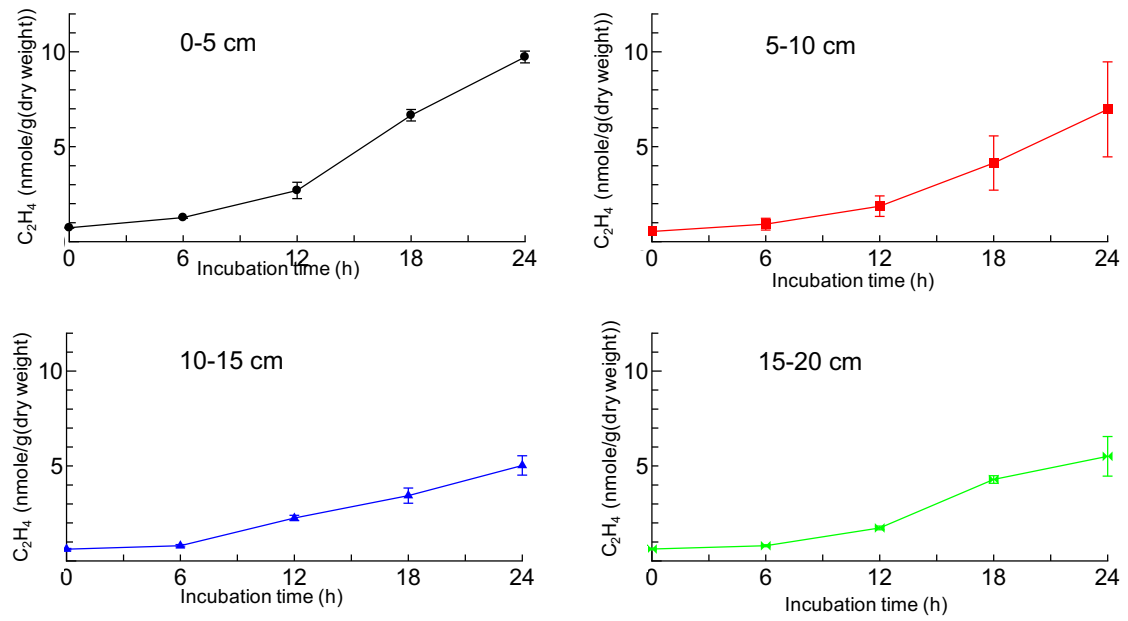 C₂H₄ (nmole/g(dry weight))
0-5 cm
10
5
0 6 12 18 24
Incubation time (h)
C₂H₄ (nmole/g(dry weight))
5-10 cm
10
5
0 6 12 18 24
Incubation time (h)
C₂H₄ (nmole/g(dry weight))
10-15 cm
10
5
0 6 12 18 24
Incubation time (h)
C₂H₄ (nmole/g(dry weight))
15-20 cm
10
5
0 6 12 18 24
Incubation time (h)